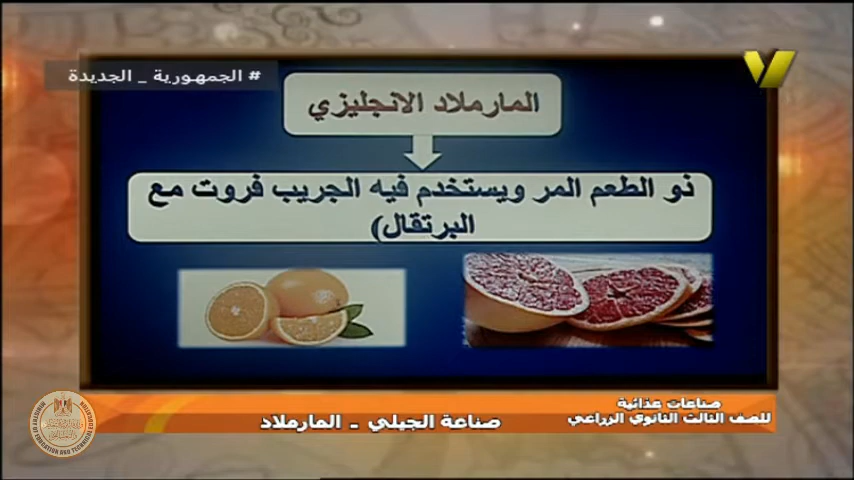 # الجمهورية _ الجديدة
المارملاد الانجليزي
ذو الطعم المر ويستخدم فيه الجريب فروت مع
البرتقال)
صناعات غذائية
للصف الثالث الثانوي الزراعي
صناعة الجيلي - المارملاد